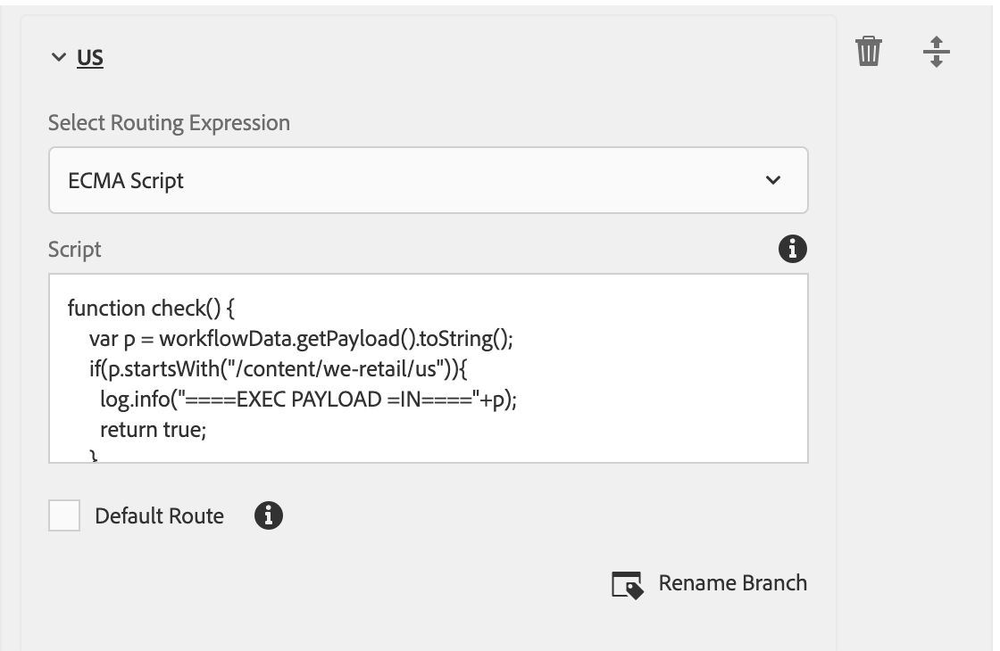 US
Select Routing Expression
ECMA Script
Script
function check() {
var p = workflowData.getPayload().toString();
if(p.startsWith("/content/we-retail/us")){
log.info("====EXEC PAYLOAD =IN===="+p);
return true;
}
Default Route
Rename Branch